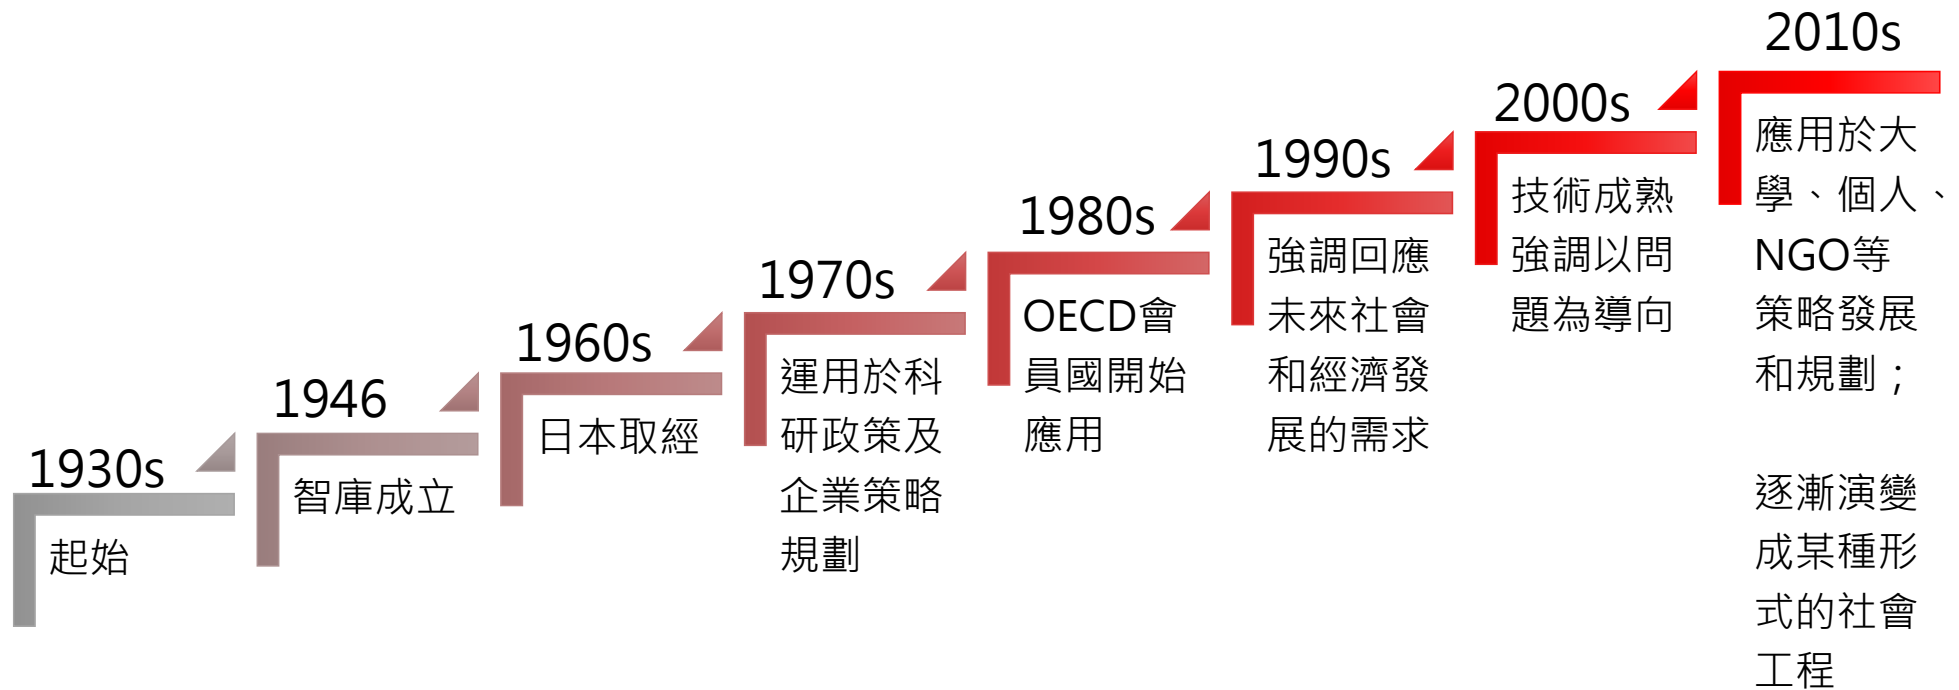 1930s
起始
1946
智庫成立
1960s
日本取經
1970s
運用於科
研政策及
企業策略
規劃
1980s
OECD會
員國開始
應用
1990s
強調回應
未來社會
和經濟發
展的需求
2000s
技術成熟
強調以問
題為導向
2010s
應用於大
學、個人、
NGO等
策略發展
和規劃；
逐漸演變
成某種形
式的社會
工程